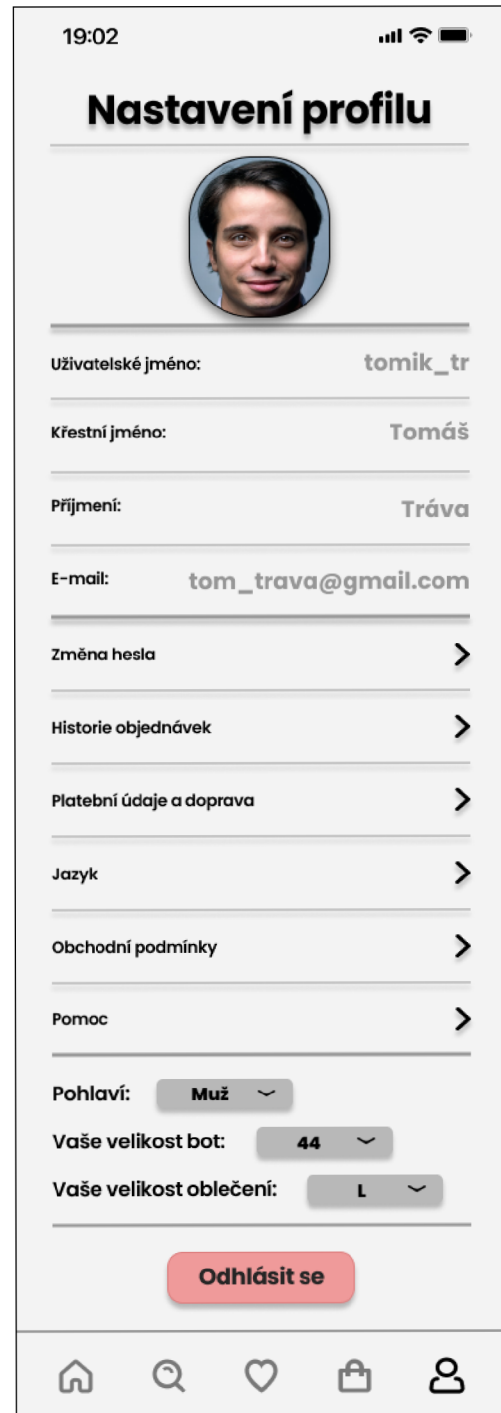 19:02
Nastavení profilu
Uživatelské jméno: tomik_tr
Křestní jméno: Tomáš
Příjmení: Tráva
E-mail: tom_trava@gmail.com
Změna hesla
Historie objednávek
Platební údaje a doprava
Jazyk
Obchodní podmínky
Pomoc
Pohlaví: Muž
Vaše velikost bot: 44
Vaše velikost oblečení: L
Odhlásit se